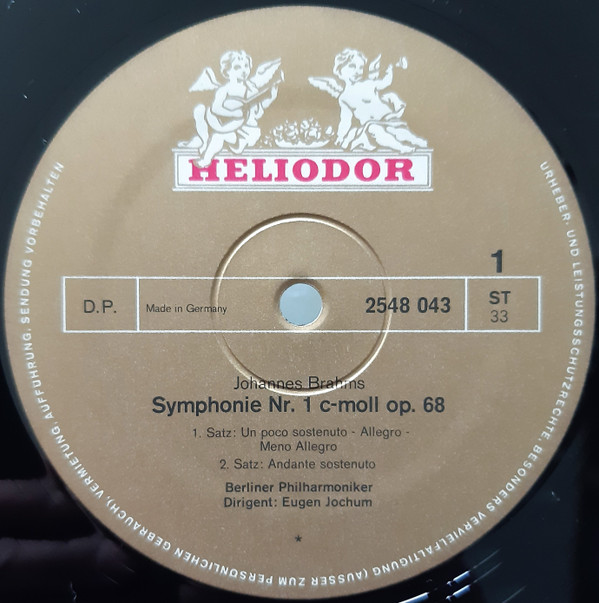 HELIODOR
1
D.P.
Made in Germany
2548 043
ST
33
Johannes Brahms
Symphonie Nr. 1 c-moll op. 68
1. Satz: Un poco sostenuto - Allegro -
Meno Allegro
2. Satz: Andante sostenuto
Berliner Philharmoniker
Dirigent: Eugen Jochum
*
URHEBER- UND LEISTUNGSSCHUTZRECHTE, BESONDERS VERVIELFÄLTIGUNG (AUSSER ZUM PERSÖNLICHEN GEBRAUCH), VERMIETUNG, AUFFÜHRUNG, SENDUNG VORBEHALTEN